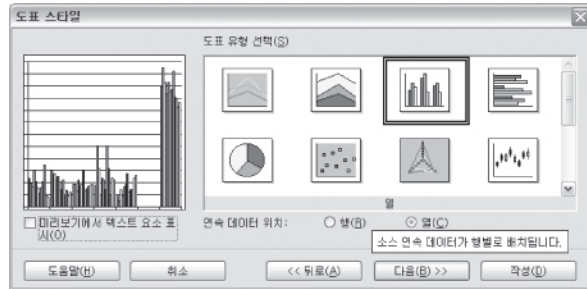 도표 스타일
도표 유형 선택(S)
열
미리보기에서 텍스트 요소 표
시(O)
연속 데이터 위치:
행(R)
열(C)
소스 연속 데이터가 행별로 배치됩니다.
도움말(H)
취소
<< 뒤로(A)
다음(B) >>
작성(D)